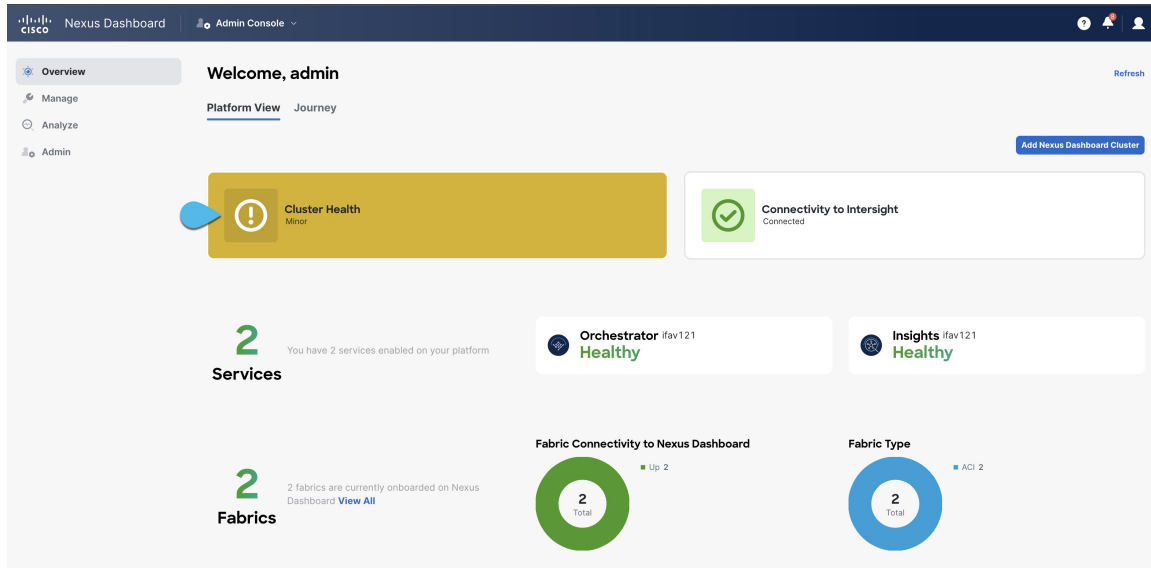 CISCO Nexus Dashboard Admin Console
Overview
Manage
Analyze
Admin
Welcome, admin
Refresh
Platform View Journey
Add Nexus Dashboard Cluster
Cluster Health
Minor
Connectivity to Intersight
Connected
2
Services
You have 2 services enabled on your platform
Orchestrator ifav121
Healthy
Insights ifav121
Healthy
2
Fabrics
2 fabrics are currently onboarded on Nexus
Dashboard View All
Fabric Connectivity to Nexus Dashboard
Up 2
2
Total
Fabric Type
ACI 2
2
Total